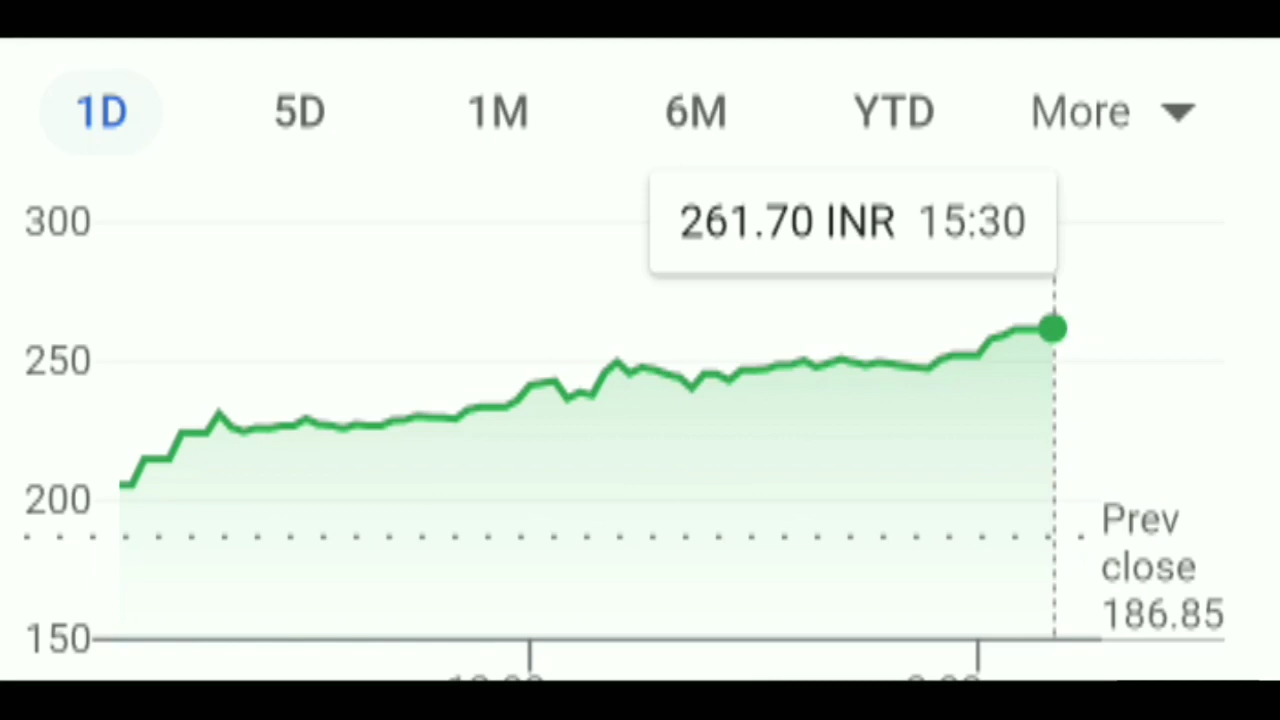 1D 5D 1M 6M YTD More
300
261.70 INR 15:30
250
200
Prev
close
186.85
150